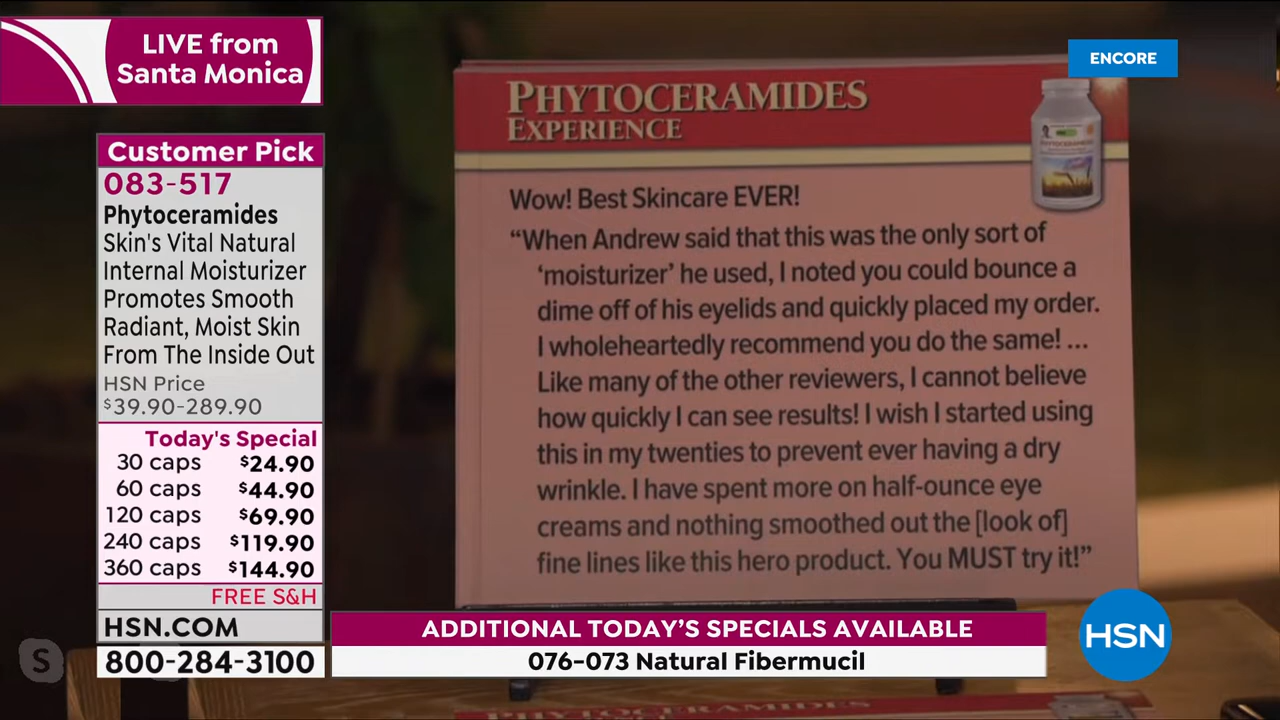 LIVE from
Santa Monica
ENCORE
Customer Pick
083-517
Phytoceramides
Skin's Vital Natural
Internal Moisturizer
Promotes Smooth
Radiant, Moist Skin
From The Inside Out
HSN Price
$39.90-289.90
Today's Special
30 caps $24.90
60 caps $44.90
120 caps $69.90
240 caps $119.90
360 caps $144.90
FREE S&H
HSN.COM
800-284-3100
PHYTOCERAMIDES
EXPERIENCE
Wow! Best Skincare EVER!
“When Andrew said that this was the only sort of
‘moisturizer’ he used, I noted you could bounce a
dime off of his eyelids and quickly placed my order.
I wholeheartedly recommend you do the same! ...
Like many of the other reviewers, I cannot believe
how quickly I can see results! I wish I started using
this in my twenties to prevent ever having a dry
wrinkle. I have spent more on half-ounce eye
creams and nothing smoothed out the [look of]
fine lines like this hero product. You MUST try it!”
ADDITIONAL TODAY’S SPECIALS AVAILABLE
076-073 Natural Fibermucil
HSN
S
PHYTOCERAMIDES